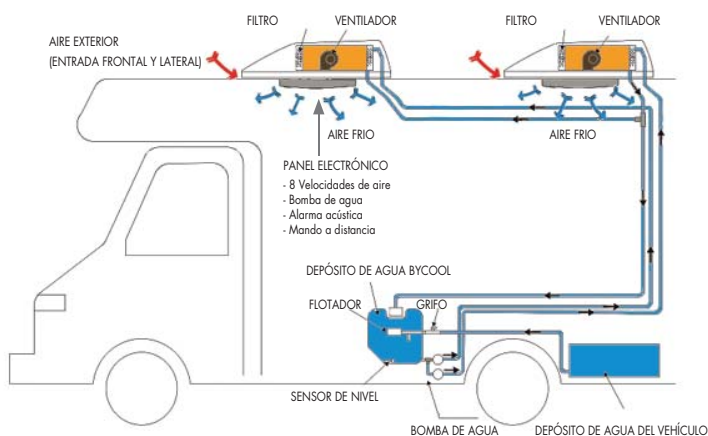 FILTRO
VENTILADOR
FILTRO
VENTILADOR
AIRE EXTERIOR
(ENTRADA FRONTAL Y LATERAL)
AIRE FRIO
AIRE FRIO
PANEL ELECTRÓNICO
- 8 Velocidades de aire
- Bomba de agua
- Alarma acústica
- Mando a distancia
DEPÓSITO DE AGUA BYCOOL
FLOTADOR
GRIFO
SENSOR DE NIVEL
BOMBA DE AGUA
DEPÓSITO DE AGUA DEL VEHÍCULO